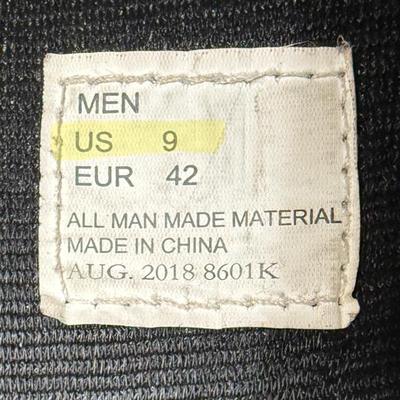 MEN
US 9
EUR 42
ALL MAN MADE MATERIAL
MADE IN CHINA
AUG. 2018 8601K